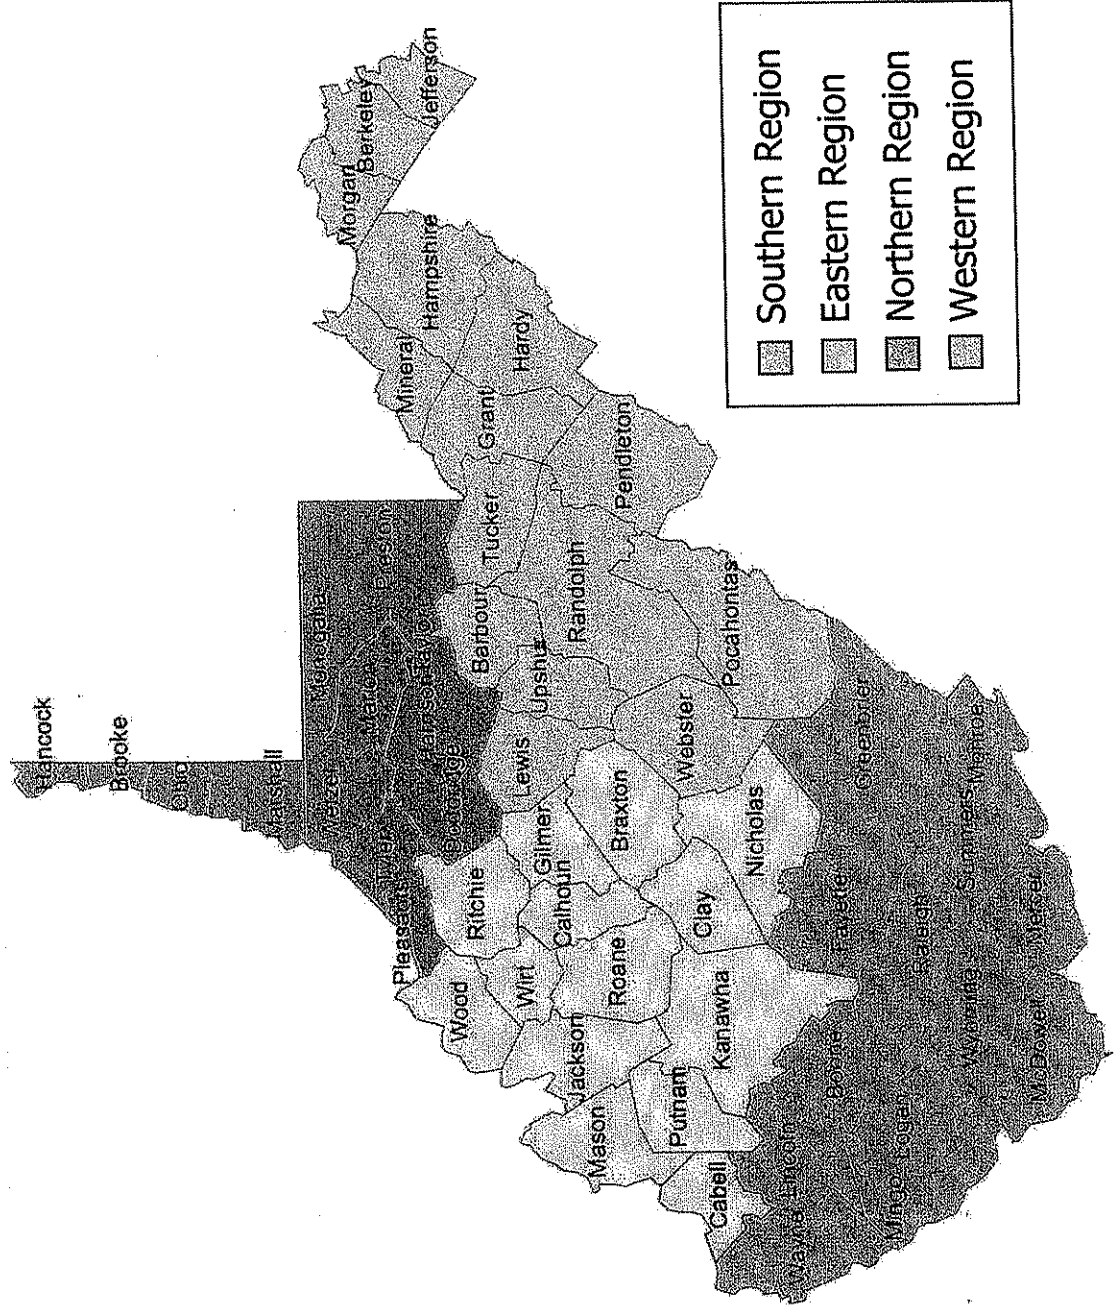 Hancock
Brooke
Ohio
Marshall
Wetzel
Monogalia
Tyler
Marion
Preston
Pleasants
Doddridge
Harrison
Taylor
Morgan
Berkeley
Jefferson
Mineral
Hampshire
Wood
Ritchie
Lewis
Barbour
Tucker
Grant
Hardy
Wirt
Calhoun
Gilmer
Upshur
Jackson
Roane
Braxton
Randolph
Pendleton
Mason
Putnam
Kanawha
Clay
Nicholas
Webster
Pocahontas
Cabell
Wayne
Lincoln
Boone
Fayette
Greenbrier
Mingo
Logan
Raleigh
Wyoming
Summers
Monroe
McDowell
Mercer
Southern Region
Eastern Region
Northern Region
Western Region